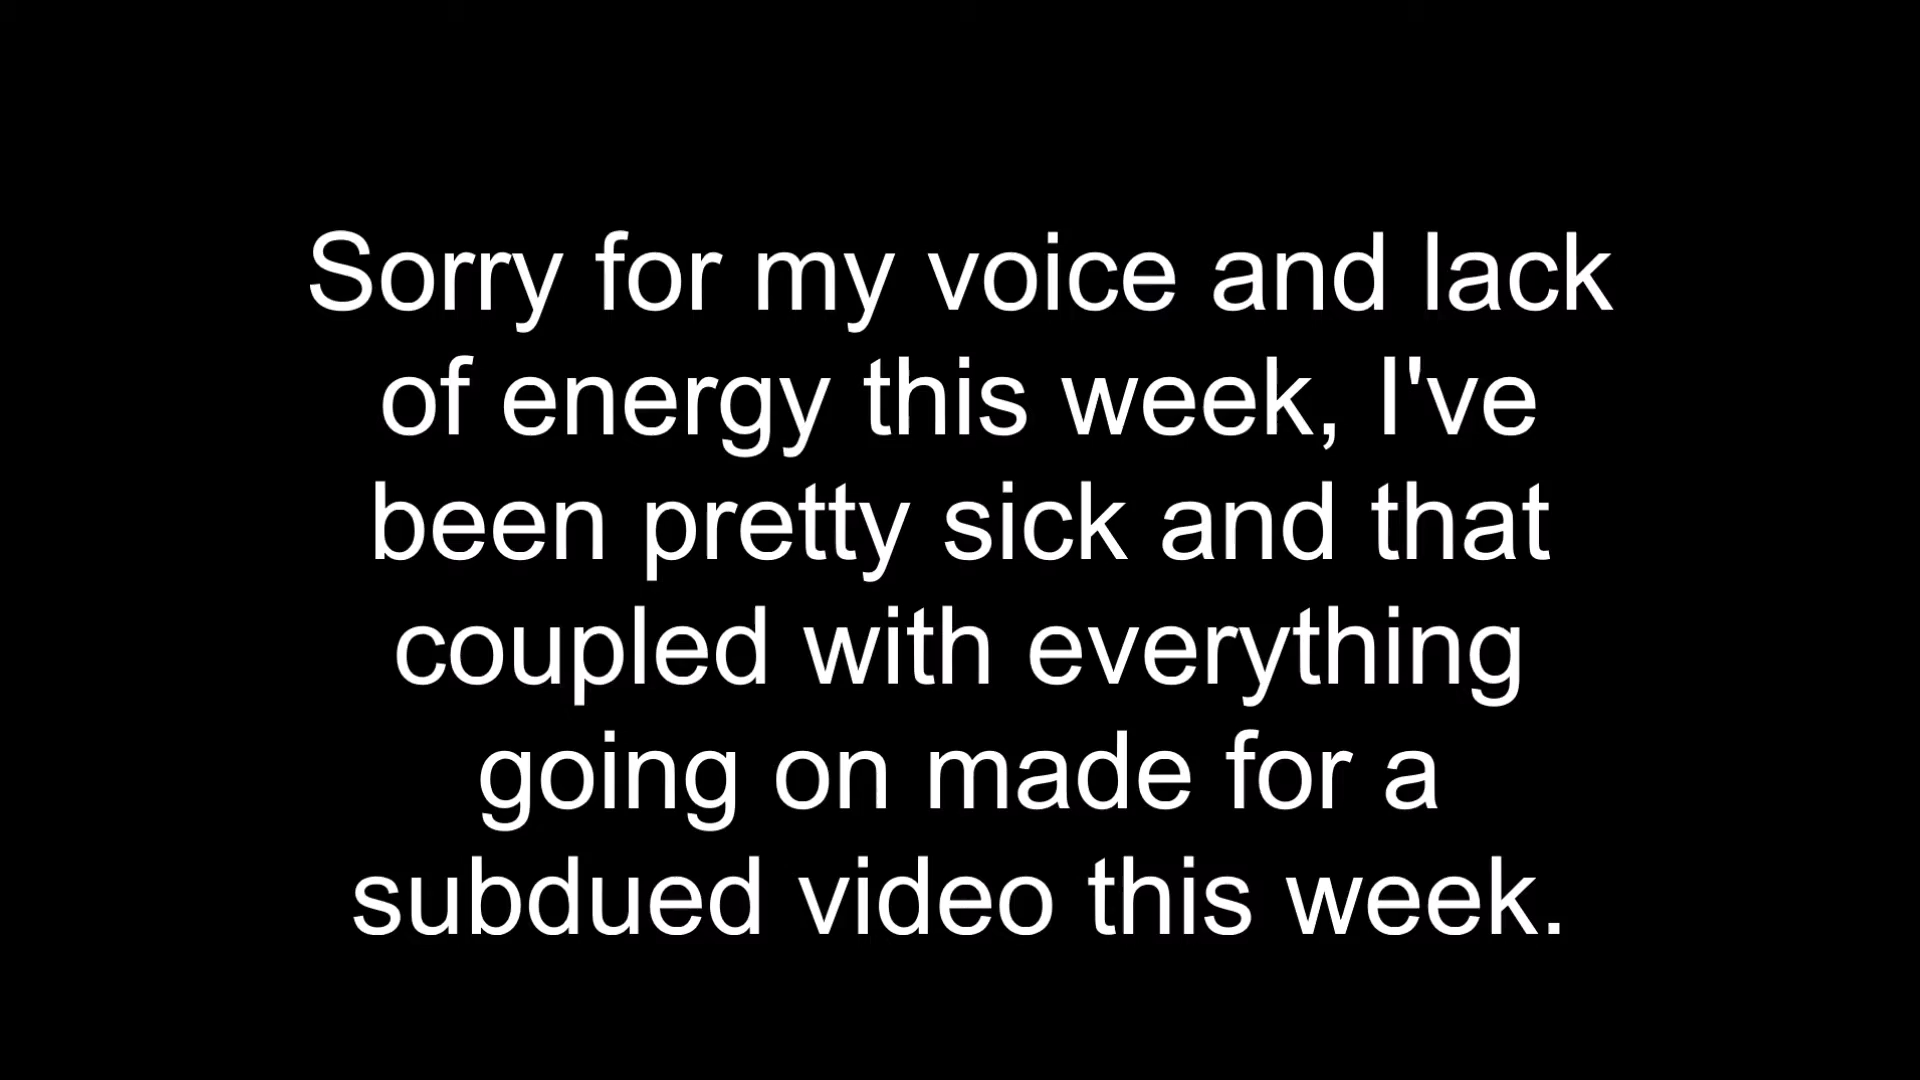 Sorry for my voice and lack
of energy this week, I've
been pretty sick and that
coupled with everything
going on made for a
subdued video this week.